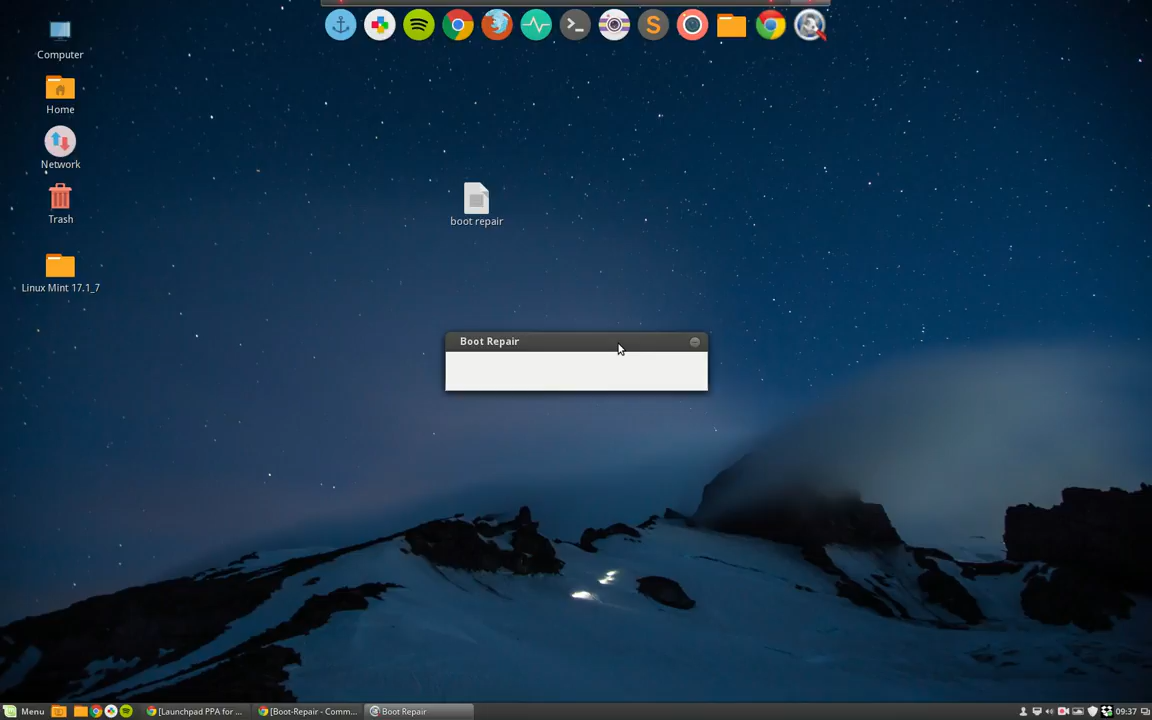 Computer
Home
Network
Trash
Linux Mint 17.1_7
boot repair
Boot Repair
Menu
[Launchpad PPA for ...
[Boot-Repair - Comm...
Boot Repair
09:37